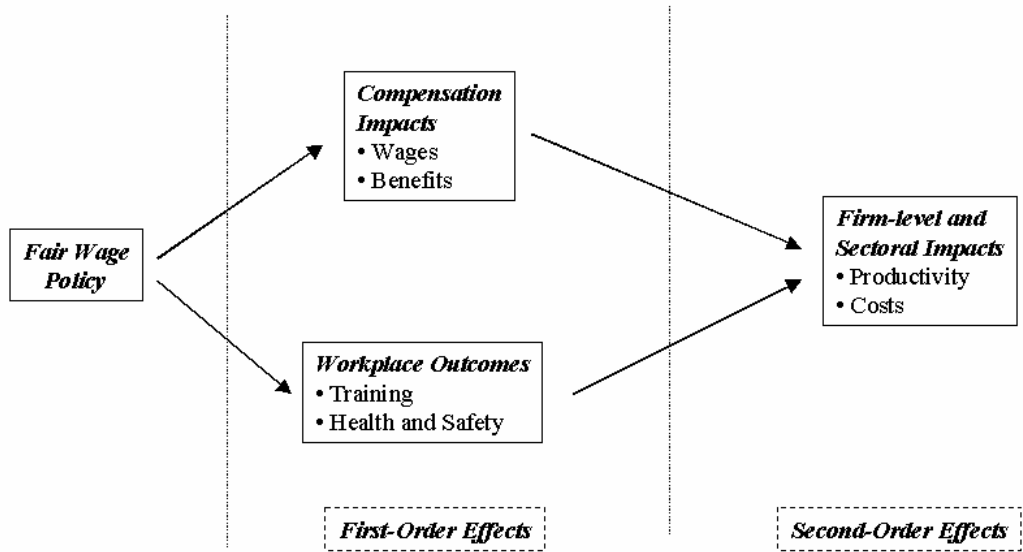 Compensation
Impacts
• Wages
• Benefits
Fair Wage
Policy
Firm-level and
Sectoral Impacts
• Productivity
• Costs
Workplace Outcomes
• Training
• Health and Safety
First-Order Effects
Second-Order Effects